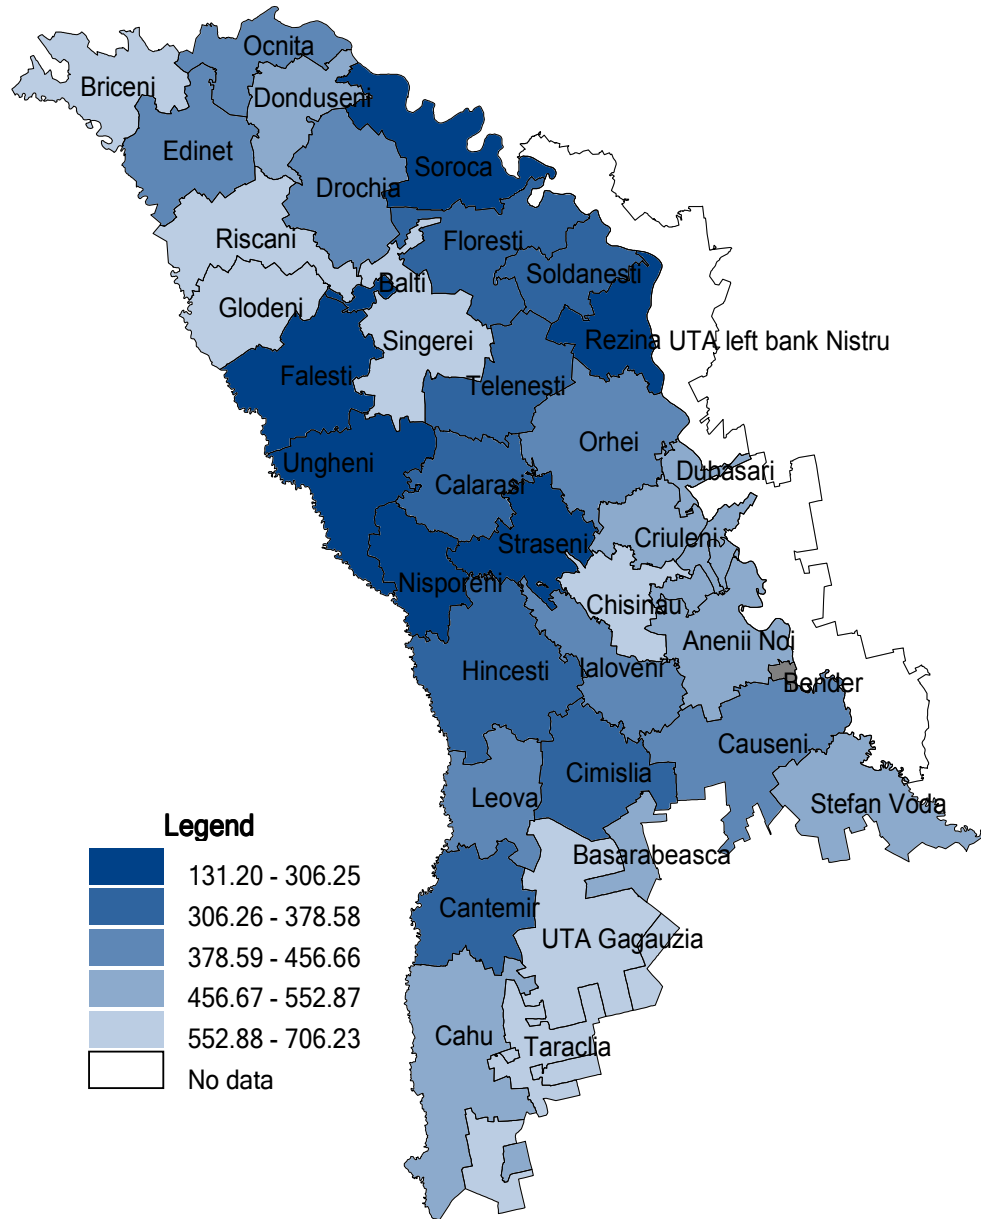 Ocnita
Briceni
Donduseni
Edinet
Soroca
Drochia
Riscani
Floresti
Soldanesti
Balti
Glodeni
Singerei
Rezina
UTA left bank Nistru
Falesti
Telenesti
Orhei
Ungheni
Dubasari
Calarasi
Criuleni
Straseni
Nisporeni
Chisinau
Anenii Noi
Hincesti
Ialoveni
Bender
Causeni
Cimislia
Leova
Stefan Voda
Basarabeasca
Cantemir
UTA Gagauzia
Cahu
Taraclia
Legend
131.20 - 306.25
306.26 - 378.58
378.59 - 456.66
456.67 - 552.87
552.88 - 706.23
No data